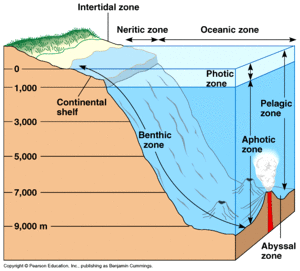 Intertidal zone
Neritic zone
Oceanic zone
0
Photic
zone
1,000
Continental
shelf
Pelagic
zone
3,000
Benthic
zone
Aphotic
zone
5,000
7,000
9,000 m
Abyssal
zone
Copyright © Pearson Education, Inc., publishing as Benjamin Cummings.